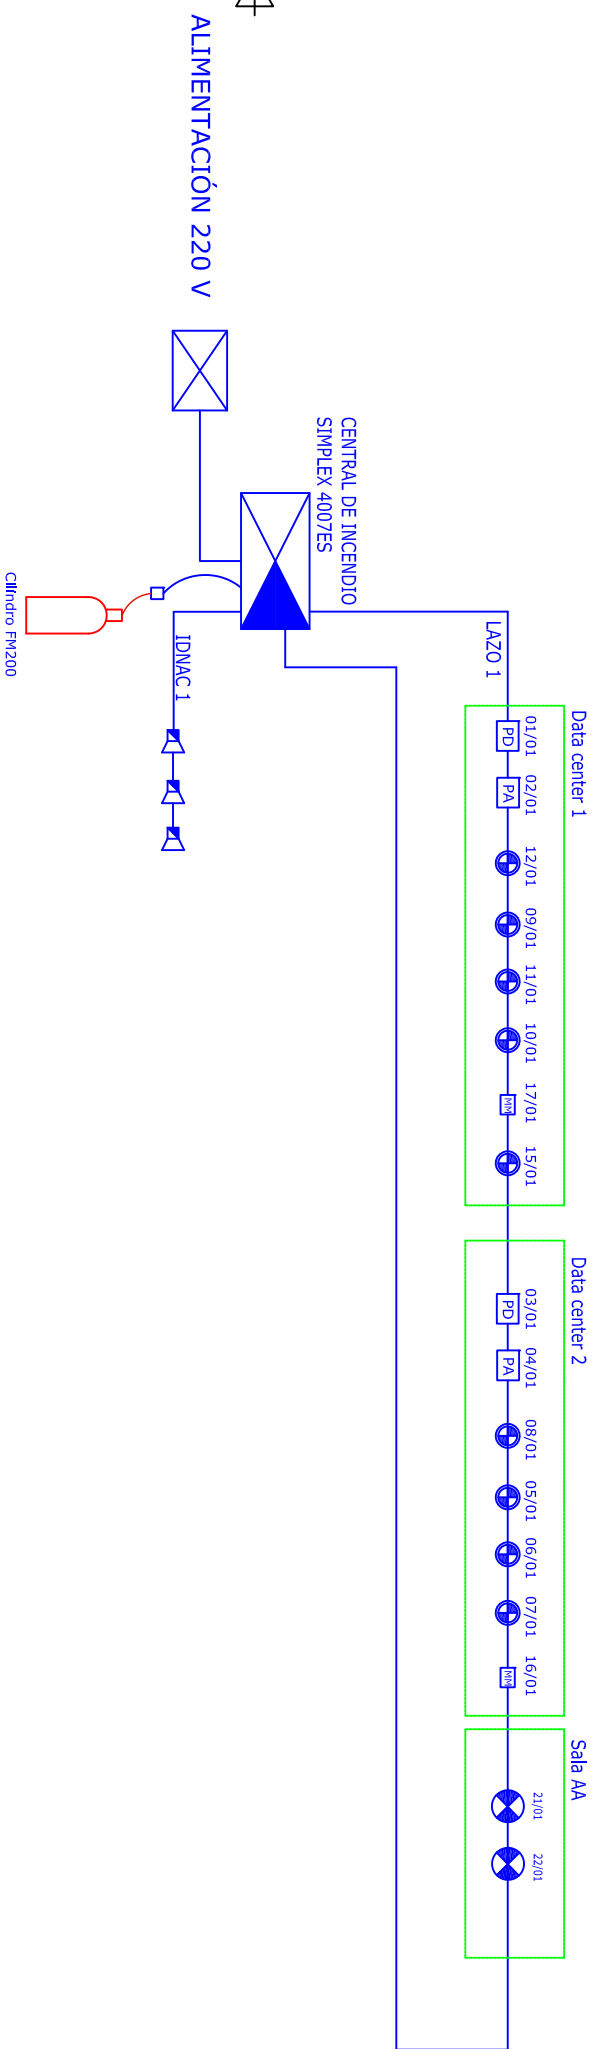 ALIMENTACIÓN 220 V
CENTRAL DE INCENDIO
SIMPLEX 4007ES
Cilindro FM200
IDNAC 1
LAZO 1
Data center 1
01/01
PD
02/01
PA
12/01
09/01
11/01
10/01
17/01
MM
15/01
Data center 2
03/01
PD
04/01
PA
08/01
05/01
06/01
07/01
16/01
MM
Sala AA
21/01
22/01